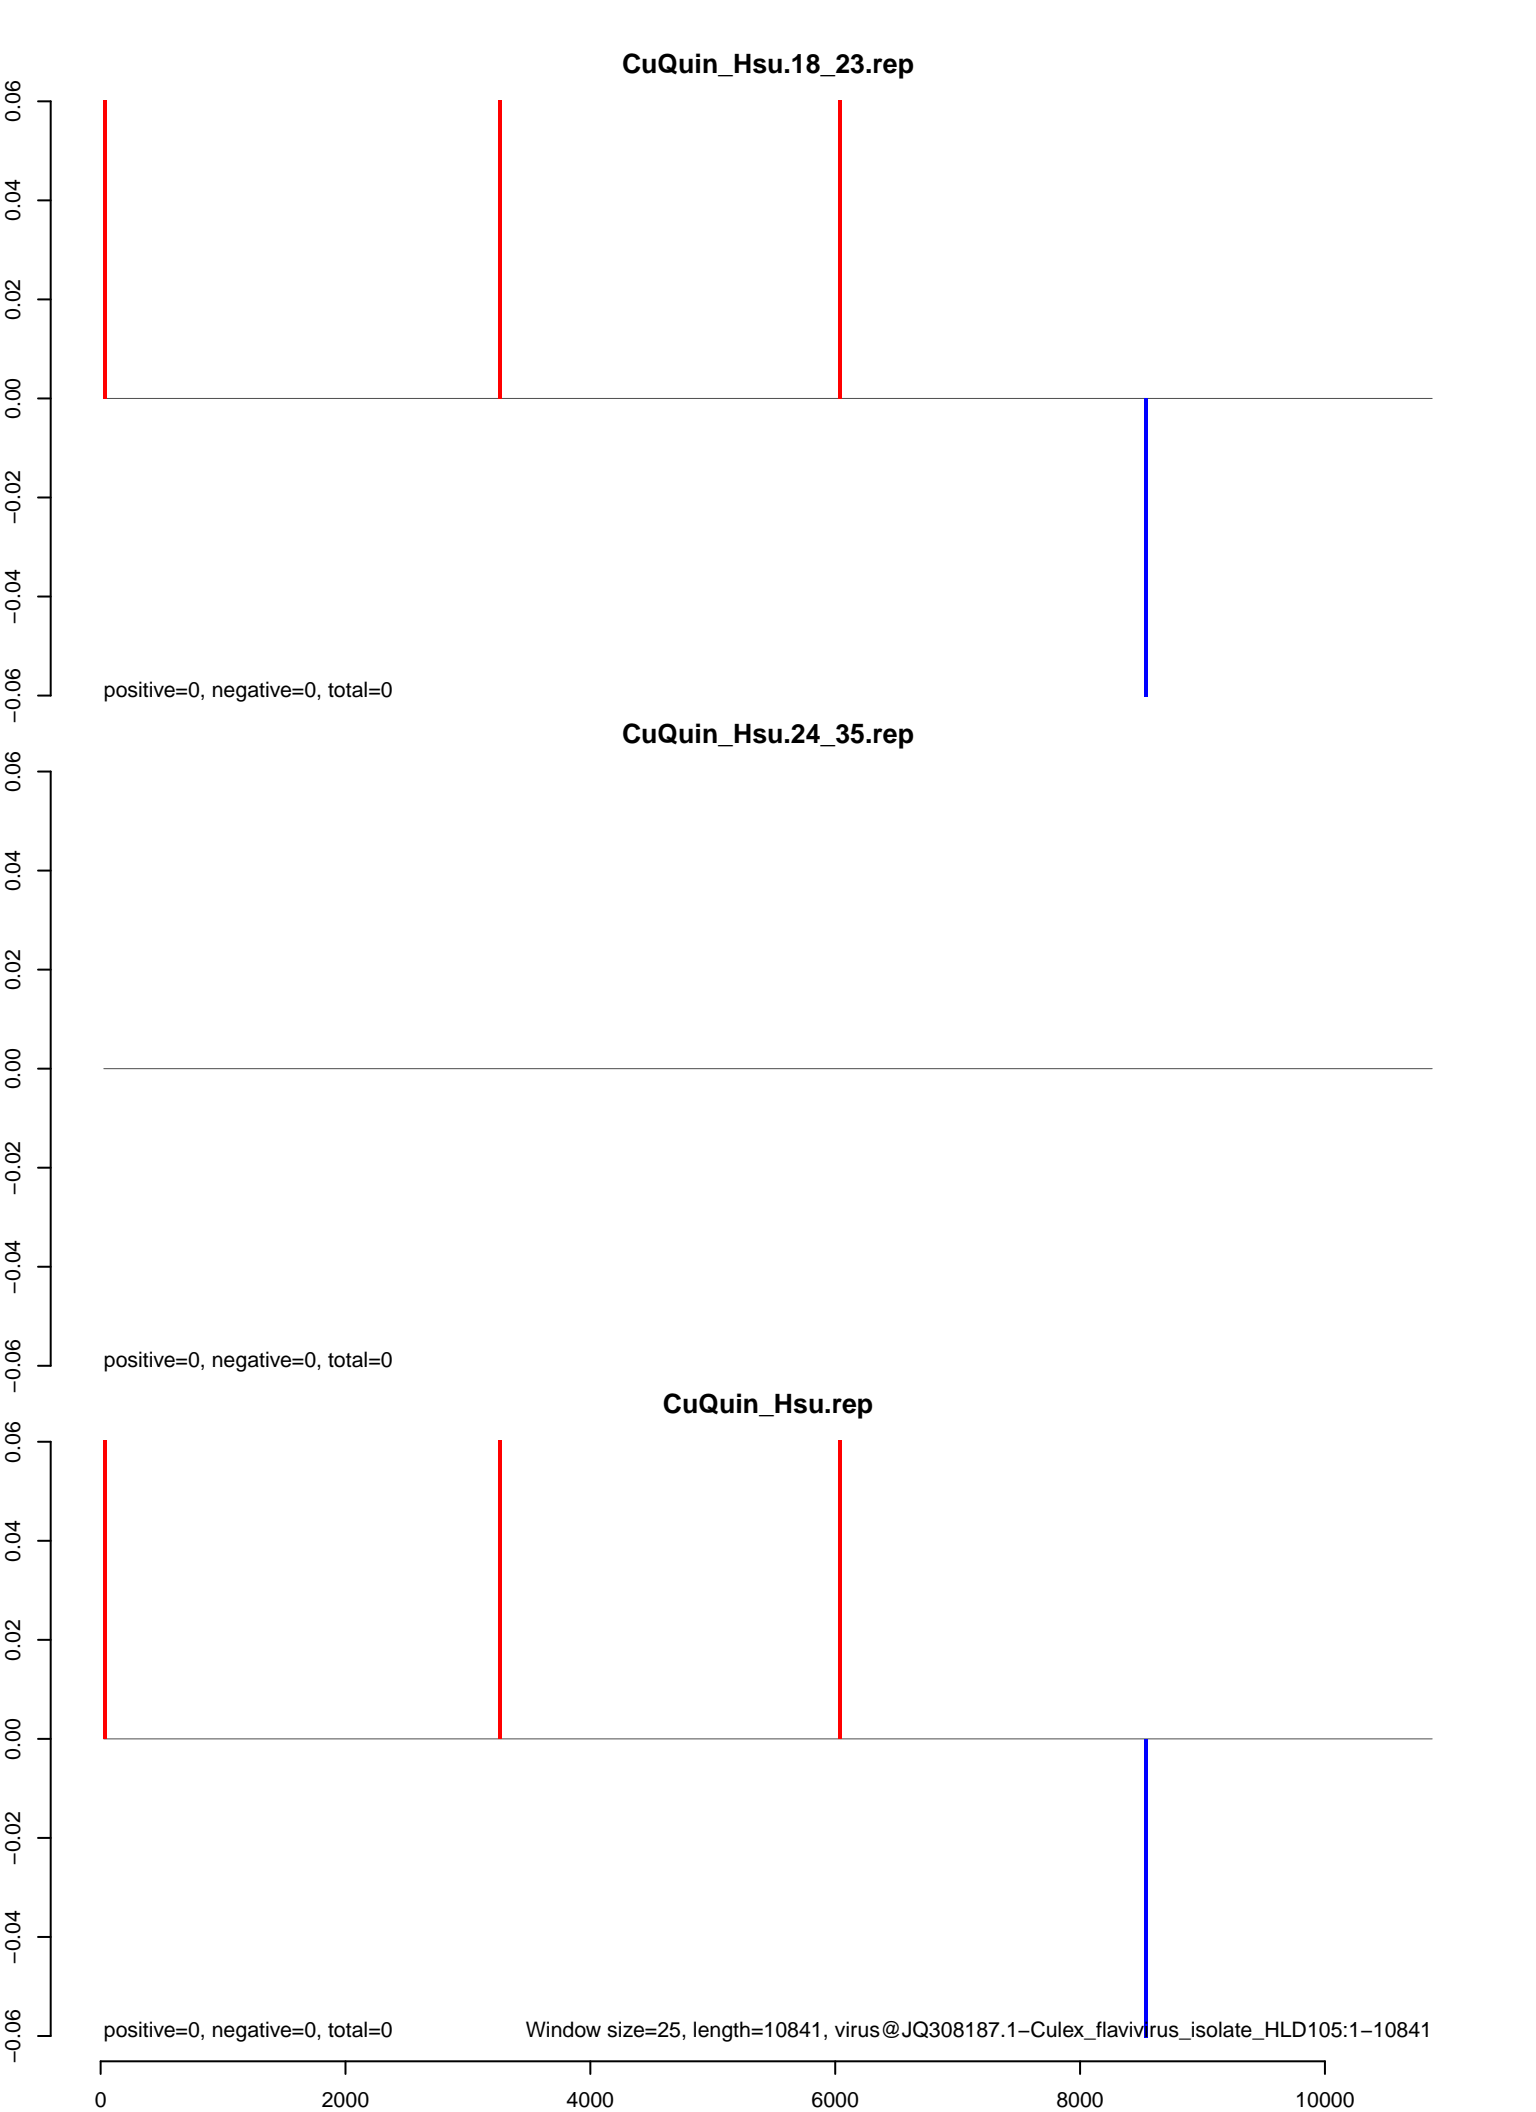 CuQuin_Hsu.18_23.rep
0.06
0.04
0.02
0.00
−0.02
−0.04
−0.06
positive=0, negative=0, total=0
CuQuin_Hsu.24_35.rep
0.06
0.04
0.02
0.00
−0.02
−0.04
−0.06
positive=0, negative=0, total=0
CuQuin_Hsu.rep
0.06
0.04
0.02
0.00
−0.02
−0.04
−0.06
positive=0, negative=0, total=0
Window size=25, length=10841, virus@JQ308187.1−Culex_flavivirus_isolate_HLD105:1−10841
0 2000 4000 6000 8000 10000